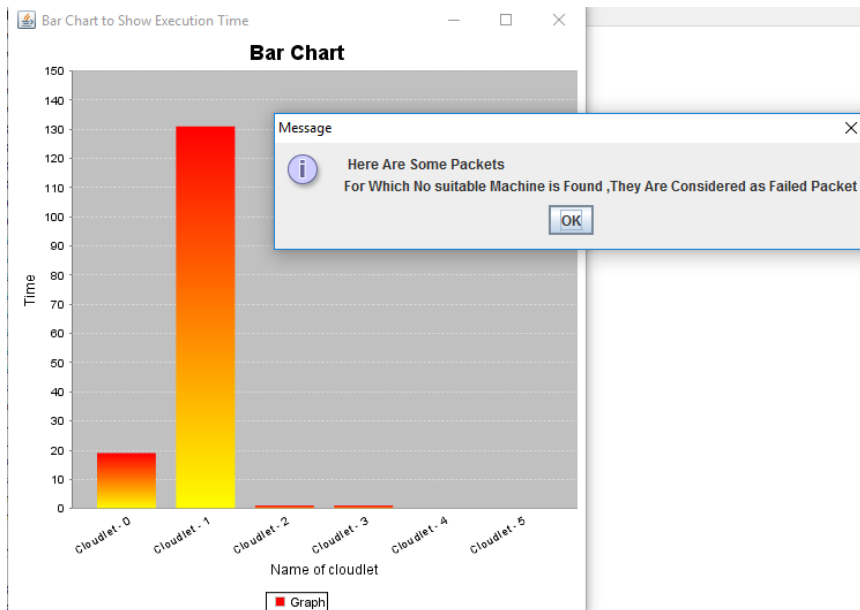 Bar Chart to Show Execution Time
Bar Chart
150
140
130
120
110
100
90
80
70
60
50
40
30
20
10
0
Time
Cloudlet - 0
Cloudlet - 1
Cloudlet - 2
Cloudlet - 3
Cloudlet - 4
Cloudlet - 5
Name of cloudlet
Graph
Message
i
Here Are Some Packets
For Which No suitable Machine is Found ,They Are Considered as Failed Packet
OK